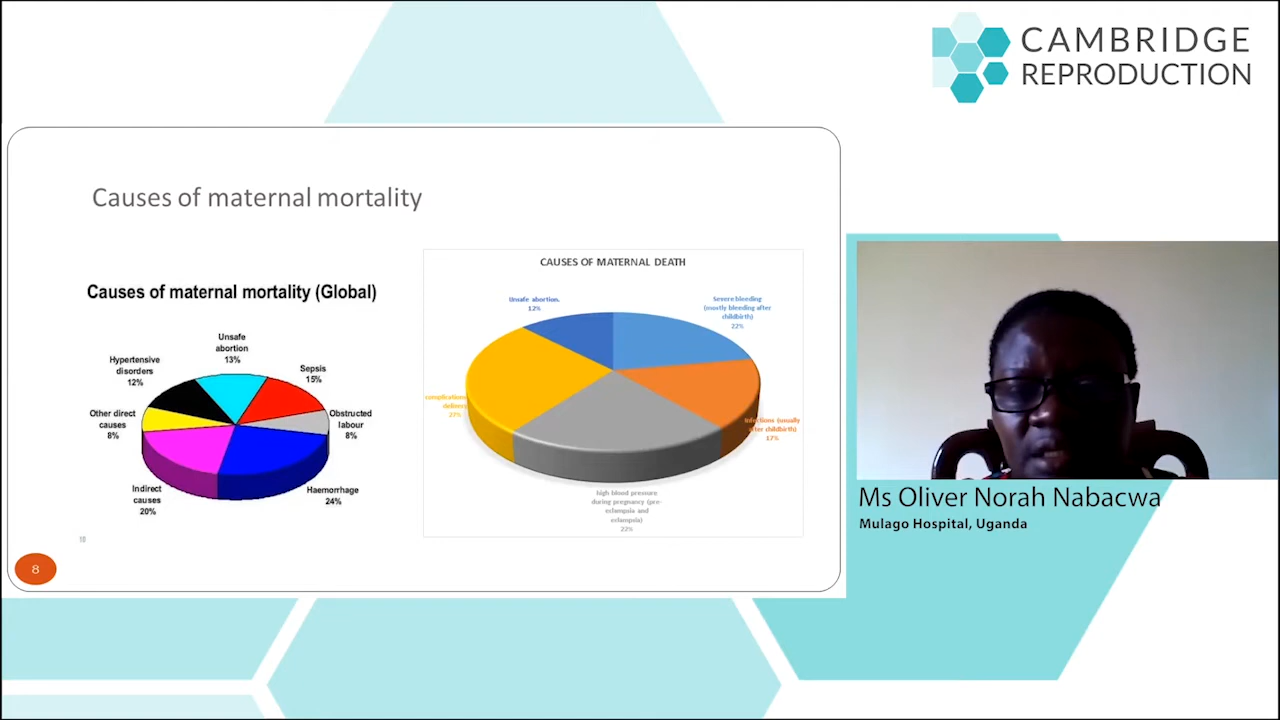 CAMBRIDGE
REPRODUCTION
Causes of maternal mortality
Causes of maternal mortality (Global)
Unsafe
abortion
13%
Hypertensive
disorders
12%
Sepsis
15%
Other direct
causes
8%
Obstructed
labour
8%
Indirect
causes
20%
Haemorrhage
24%
18
8
CAUSES OF MATERNAL DEATH
Unsafe abortion.
12%
Severe bleeding
(mostly bleeding after
childbirth)
22%
complications
delivery
27%
Infections (usually
after childbirth)
17%
high blood pressure
during pregnancy (pre-
eclampsia and
eclampsia)
22%
Ms Oliver Norah Nabacwa
Mulago Hospital, Uganda